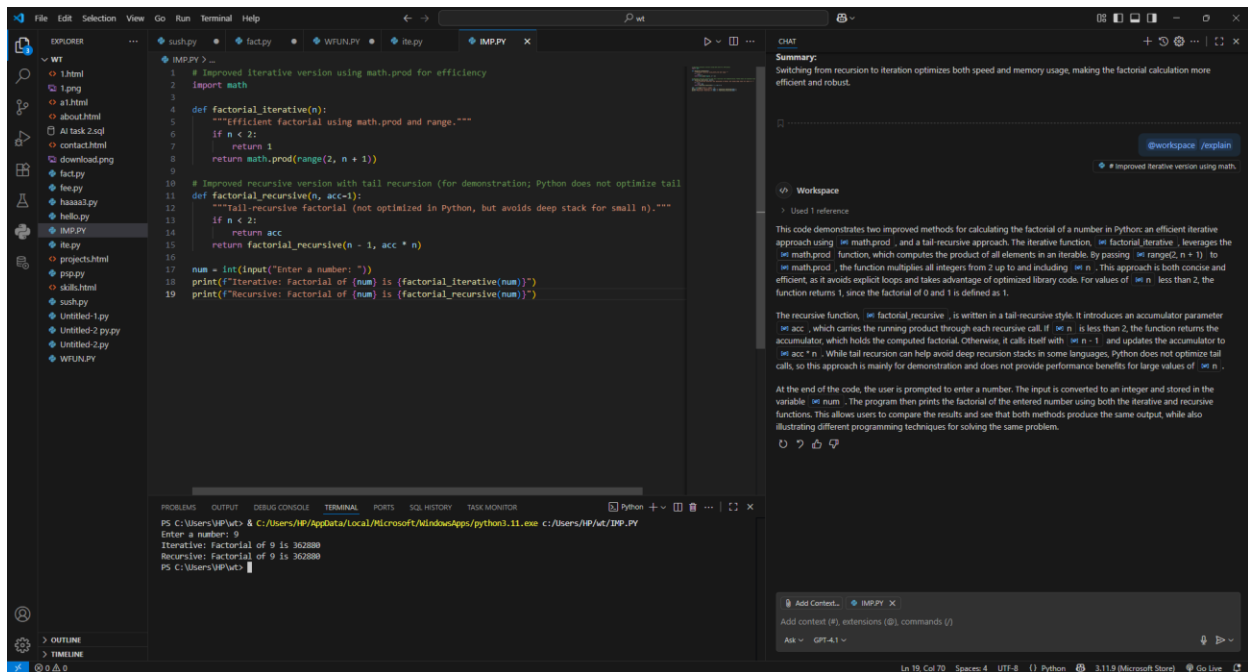 File Edit Selection View Go Run Terminal Help
wt
EXPLORER
WT
1.html
1.png
a1.html
about.html
AI task 2.sql
contact.html
download.png
fact.py
fee.py
haaaa3.py
hello.py
IMP.PY
ite.py
projects.html
psp.py
skills.html
sush.py
Untitled-1.py
Untitled-2 py.py
Untitled-2.py
WFUN.PY
OUTLINE
TIMELINE
sush.py fact.py WFUN.PY ite.py IMP.PY
IMP.PY > ...
1 # Improved iterative version using math.prod for efficiency
2 import math
3
4 def factorial_iterative(n):
5 """Efficient factorial using math.prod and range."""
6 if n < 2:
7 return 1
8 return math.prod(range(2, n + 1))
9
10 # Improved recursive version with tail recursion (for demonstration; Python does not optimize tail
11 def factorial_recursive(n, acc=1):
12 """Tail-recursive factorial (not optimized in Python, but avoids deep stack for small n)."""
13 if n < 2:
14 return acc
15 return factorial_recursive(n - 1, acc * n)
16
17 num = int(input("Enter a number: "))
18 print(f"Iterative: Factorial of {num} is {factorial_iterative(num)}")
19 print(f"Recursive: Factorial of {num} is {factorial_recursive(num)}")
PROBLEMS OUTPUT DEBUG CONSOLE TERMINAL PORTS SQL HISTORY TASK MONITOR
Python
PS C:\Users\HP\wt> & C:/Users/HP/AppData/Local/Microsoft/WindowsApps/python3.11.exe c:/Users/HP/wt/IMP.PY
Enter a number: 9
Iterative: Factorial of 9 is 362880
Recursive: Factorial of 9 is 362880
PS C:\Users\HP\wt>
CHAT
Summary:
Switching from recursion to iteration optimizes both speed and memory usage, making the factorial calculation more
efficient and robust.
@workspace /explain
# Improved iterative version using math.
Workspace
> Used 1 reference
This code demonstrates two improved methods for calculating the factorial of a number in Python: an efficient iterative
approach using math.prod , and a tail-recursive approach. The iterative function, factorial_iterative , leverages the
math.prod function, which computes the product of all elements in an iterable. By passing range(2, n + 1) to
math.prod , the function multiplies all integers from 2 up to and including n . This approach is both concise and
efficient, as it avoids explicit loops and takes advantage of optimized library code. For values of n less than 2, the
function returns 1, since the factorial of 0 and 1 is defined as 1.
The recursive function, factorial_recursive , is written in a tail-recursive style. It introduces an accumulator parameter
acc , which carries the running product through each recursive call. If n is less than 2, the function returns the
accumulator, which holds the computed factorial. Otherwise, it calls itself with n - 1 and updates the accumulator to
acc * n . While tail recursion can help avoid deep recursion stacks in some languages, Python does not optimize tail
calls, so this approach is mainly for demonstration and does not provide performance benefits for large values of n .
At the end of the code, the user is prompted to enter a number. The input is converted to an integer and stored in the
variable num . The program then prints the factorial of the entered number using both the iterative and recursive
functions. This allows users to compare the results and see that both methods produce the same output, while also
illustrating different programming techniques for solving the same problem.
Add Context... IMP.PY
Add context (#), extensions (@), commands (/)
Ask GPT-4.1
0 0 0
Ln 19, Col 70 Spaces: 4 UTF-8 {} Python 3.11.9 (Microsoft Store) Go Live